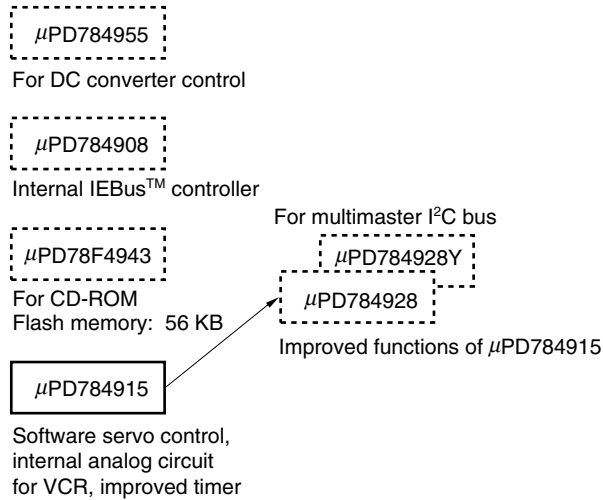 μPD784955
For DC converter control
μPD784908
Internal IEBus™ controller
μPD78F4943
For CD-ROM
Flash memory: 56 KB
μPD784915
Software servo control,
internal analog circuit
for VCR, improved timer
For multimaster I²C bus
μPD784928Y
μPD784928
Improved functions of μPD784915